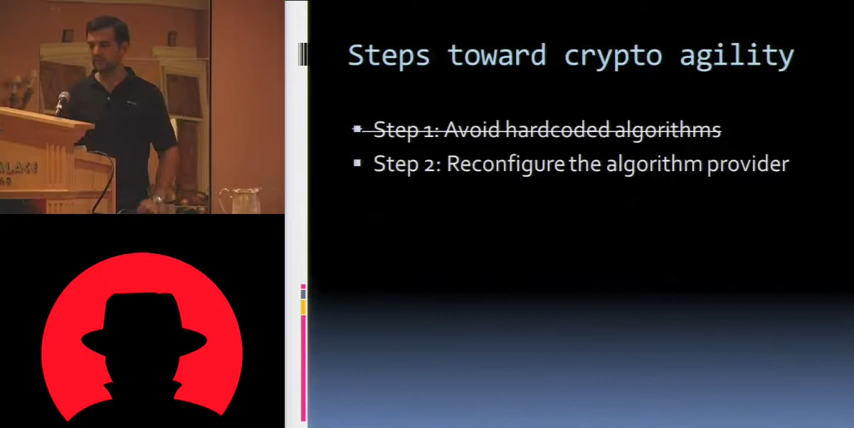 Steps toward crypto agility
Step 1: Avoid hardcoded algorithms
Step 2: Reconfigure the algorithm provider